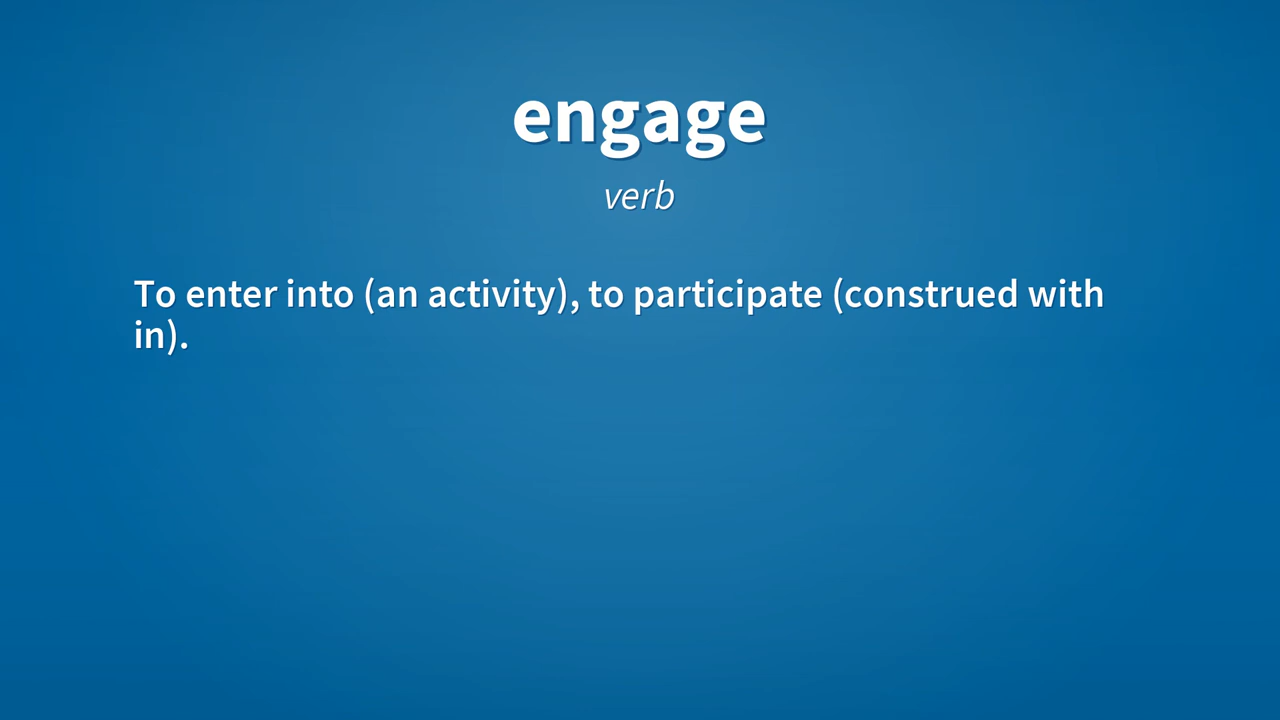 engage
verb
To enter into (an activity), to participate (construed with
in).